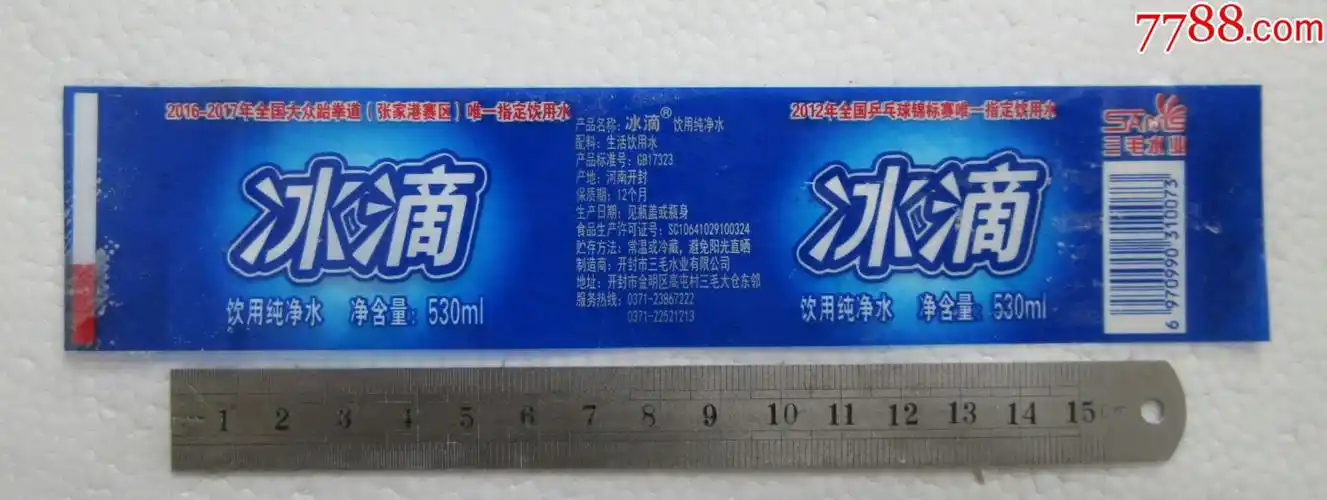 7788.com
2016-2017年全国大众跆拳道（张家港赛区）唯一指定饮用水
冰滴
饮用纯净水 净含量：530ml
产品名称：冰滴® 饮用纯净水
配料：生活饮用水
产品标准号：GB17323
产地：河南开封
保质期：12个月
生产日期：见瓶盖或瓶身
食品生产许可证号：SC10641029100324
贮存方法：常温或冷藏，避免阳光直晒
制造商：开封市三毛水业有限公司
地址：开封市金明区高屯村三毛大仓东邻
服务热线：0371-23867222
0371-22521213
2012年全国乒乓球锦标赛唯一指定饮用水
冰滴
饮用纯净水 净含量：530ml
三毛水业
6 970990 310073
1 2 3 4 5 6 7 8 9 10 11 12 13 14 15